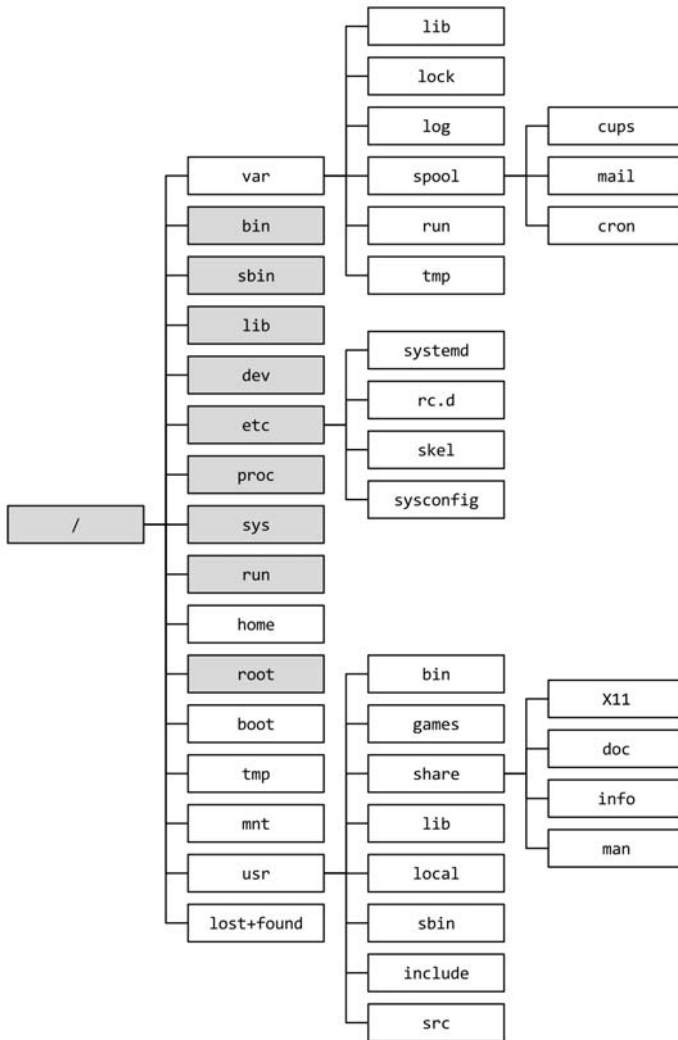 lib
lock
log
cups
var
spool
mail
bin
run
cron
sbin
tmp
lib
dev
systemd
etc
rc.d
proc
skel
/
sys
sysconfig
run
home
root
bin
X11
boot
games
doc
tmp
share
info
mnt
lib
man
usr
local
lost+found
sbin
include
src